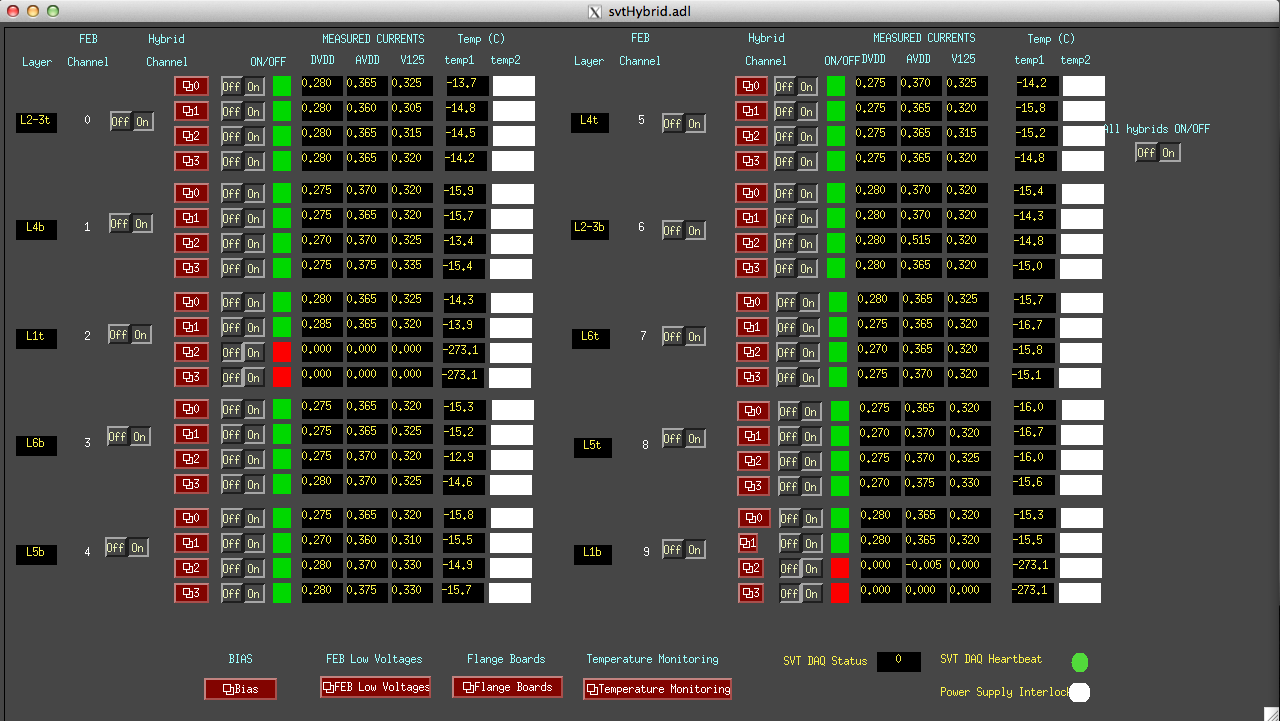 svtHybrid.adl
FEB Hybrid MEASURED CURRENTS Temp (C) FEB Hybrid MEASURED CURRENTS Temp (C)
Layer Channel Channel ON/OFF DVDD AVDD V125 temp1 temp2 Layer Channel Channel ON/OFF DVDD AVDD V125 temp1 temp2
0 Off On 0.280 0.365 0.325 -13.7 0 Off On 0.275 0.370 0.325 -14.2
L2-3t 0 Off On 1 Off On 0.280 0.360 0.305 -14.8 L4t 5 Off On 1 Off On 0.275 0.365 0.325 -15.8
2 Off On 0.280 0.365 0.315 -14.5 2 Off On 0.275 0.365 0.315 -15.2 All hybrids ON/OFF
3 Off On 0.280 0.365 0.320 -14.2 3 Off On 0.275 0.365 0.320 -14.8 Off On
0 Off On 0.275 0.370 0.320 -15.9 0 Off On 0.280 0.370 0.320 -15.4
L4b 1 Off On 1 Off On 0.275 0.365 0.320 -15.7 L2-3b 6 Off On 1 Off On 0.280 0.370 0.320 -14.3
2 Off On 0.270 0.370 0.325 -13.4 2 Off On 0.280 0.515 0.320 -14.8
3 Off On 0.275 0.375 0.335 -15.4 3 Off On 0.280 0.365 0.320 -15.0
0 Off On 0.280 0.365 0.325 -14.3 0 Off On 0.280 0.365 0.325 -15.7
L1t 2 Off On 1 Off On 0.285 0.365 0.320 -13.9 L6t 7 Off On 1 Off On 0.275 0.365 0.320 -16.7
2 Off On 0.000 0.000 0.000 -273.1 2 Off On 0.270 0.365 0.325 -15.8
3 Off On 0.000 0.000 0.000 -273.1 3 Off On 0.275 0.370 0.320 -15.1
0 Off On 0.275 0.365 0.320 -15.3 0 Off On 0.275 0.365 0.320 -16.0
L6b 3 Off On 1 Off On 0.275 0.365 0.325 -15.2 L5t 8 Off On 1 Off On 0.270 0.370 0.320 -16.7
2 Off On 0.275 0.370 0.320 -12.9 2 Off On 0.275 0.370 0.325 -16.0
3 Off On 0.280 0.370 0.325 -14.6 3 Off On 0.270 0.375 0.330 -15.6
0 Off On 0.275 0.365 0.320 -15.8 0 Off On 0.280 0.365 0.320 -15.3
L5b 4 Off On 1 Off On 0.270 0.360 0.310 -15.5 L1b 9 Off On 1 Off On 0.280 0.365 0.320 -15.5
2 Off On 0.280 0.370 0.330 -14.9 2 Off On 0.000 -0.005 0.000 -273.1
3 Off On 0.280 0.375 0.330 -15.7 3 Off On 0.000 0.000 0.000 -273.1
BIAS FEB Low Voltages Flange Boards Temperature Monitoring SVT DAQ Status 0 SVT DAQ Heartbeat
Bias FEB Low Voltages Flange Boards Temperature Monitoring Power Supply Interlock